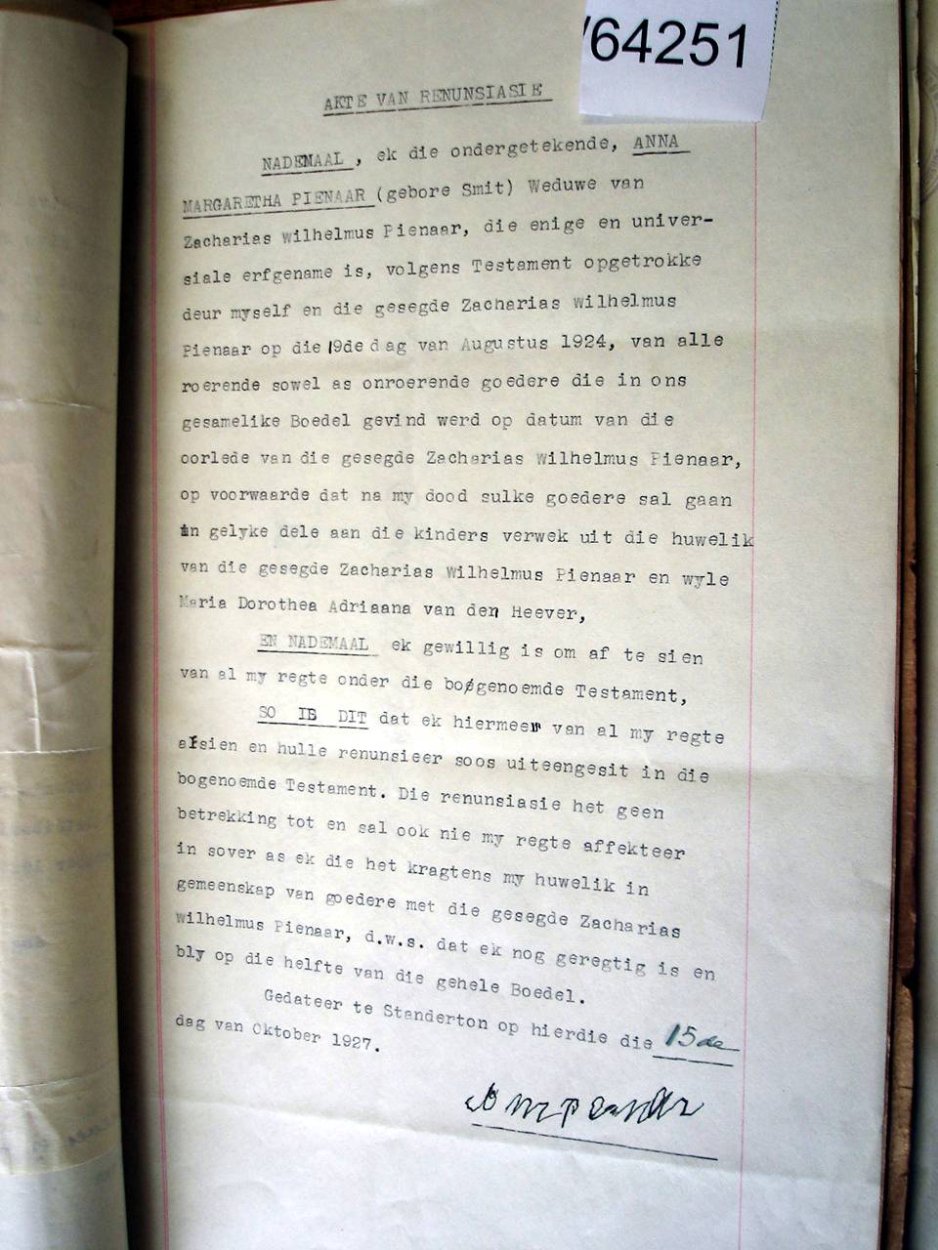 /64251
AKTE VAN RENUNSIASIE
NADEMAAL, ek die ondergetekende, ANNA
MARGARETHA PIENAAR (gebore Smit) Weduwe van
Zacharias Wilhelmus Pienaar, die enige en univer-
siale erfgename is, volgens Testament opgetrokke
deur myself en die gesegde Zacharias Wilhelmus
Pienaar op die 19de dag van Augustus 1924, van alle
roerende sowel as onroerende goedere die in ons
gesamelike Boedel gevind werd op datum van die
oorlede van die gesegde Zacharias Wilhelmus Pienaar,
op voorwaarde dat na my dood sulke goedere sal gaan
in gelyke dele aan die kinders verwek uit die huwelik
van die gesegde Zacharias Wilhelmus Pienaar en wyle
Maria Dorothea Adriaana van den Heever,
EN NADEMAAL ek gewillig is om af te sien
van al my regte onder die bogenoemde Testament,
SO IS DIT dat ek hiermee van al my regte
afsien en hulle renunsieer soos uiteengesit in die
bogenoemde Testament. Die renunsiasie het geen
betrekking tot en sal ook nie my regte affekteer
in sover as ek die het kragtens my huwelik in
gemeenskap van goedere met die gesegde Zacharias
Wilhelmus Pienaar, d.w.s. dat ek nog geregtig is en
bly op die helfte van die gehele Boedel.
Gedateer te Standerton op hierdie die 15de
dag van Oktober 1927.